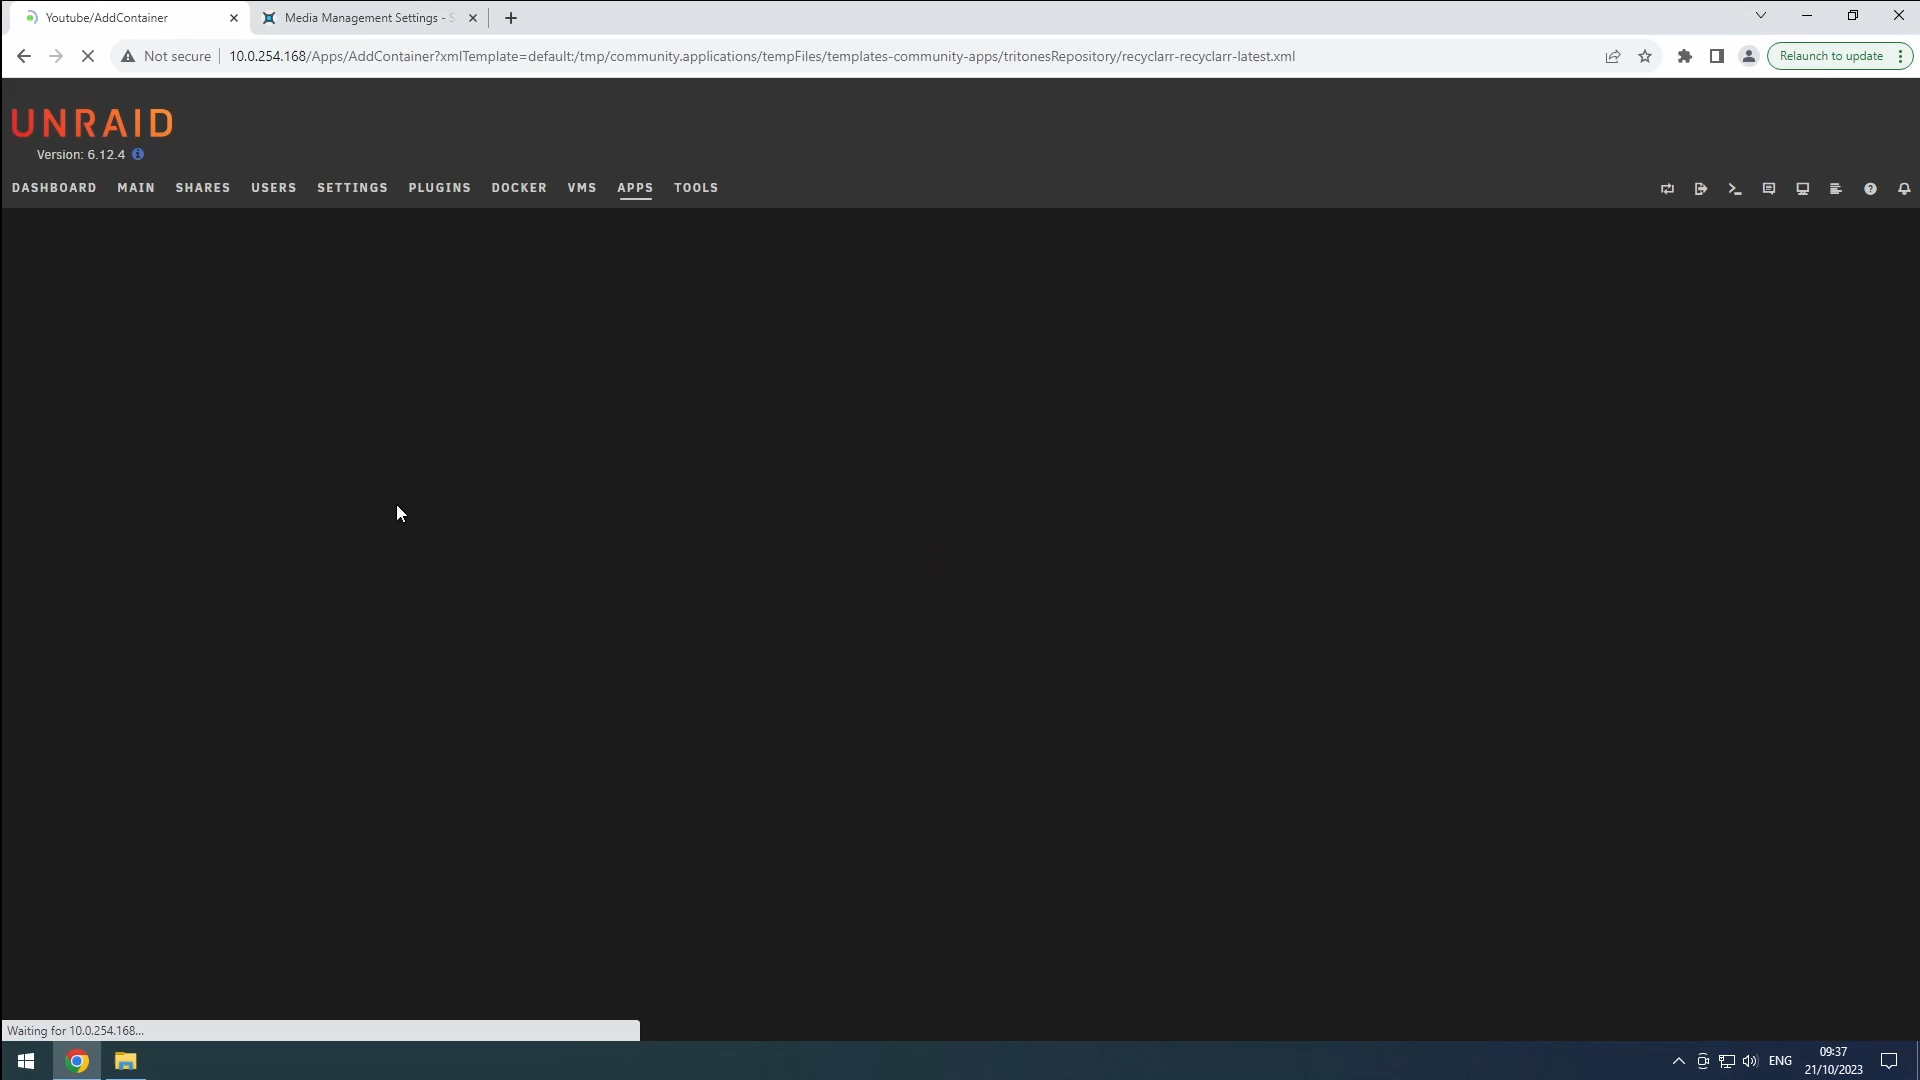 Youtube/AddContainer
Media Management Settings - S
Not secure
10.0.254.168/Apps/AddContainer?xmlTemplate=default:/tmp/community.applications/tempFiles/templates-community-apps/tritonesRepository/recyclarr-recyclarr-latest.xml
Relaunch to update
UNRAID
Version: 6.12.4
DASHBOARD MAIN SHARES USERS SETTINGS PLUGINS DOCKER VMS APPS TOOLS
Waiting for 10.0.254.168...
ENG
09:37
21/10/2023